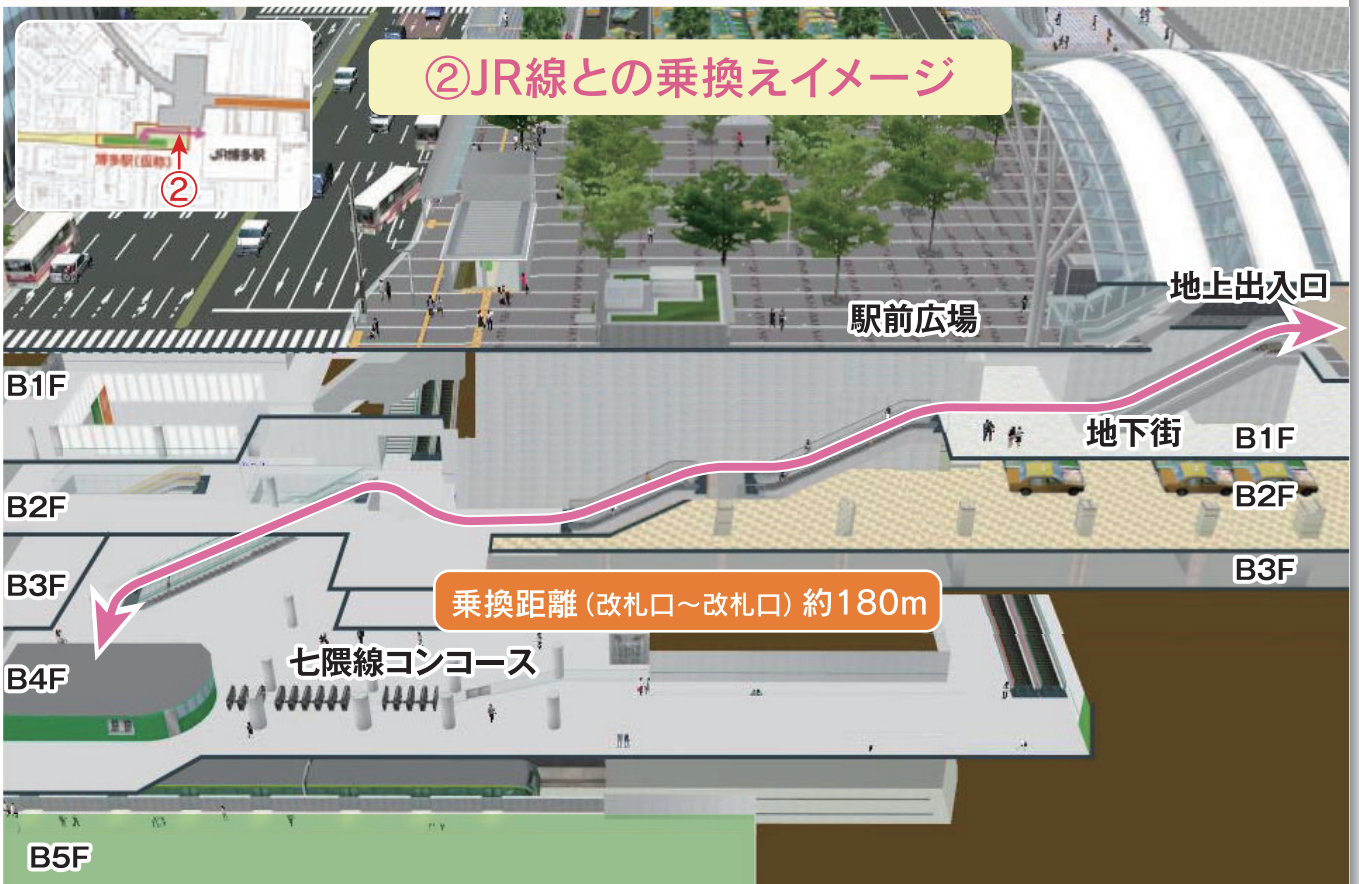 ②JR線との乗換えイメージ
博多駅(仮称)
JR博多駅
②
地上出入口
駅前広場
B1F
地下街
B1F
B2F
B2F
B3F
B3F
乗換距離（改札口～改札口）約180m
七隈線コンコース
B4F
B5F